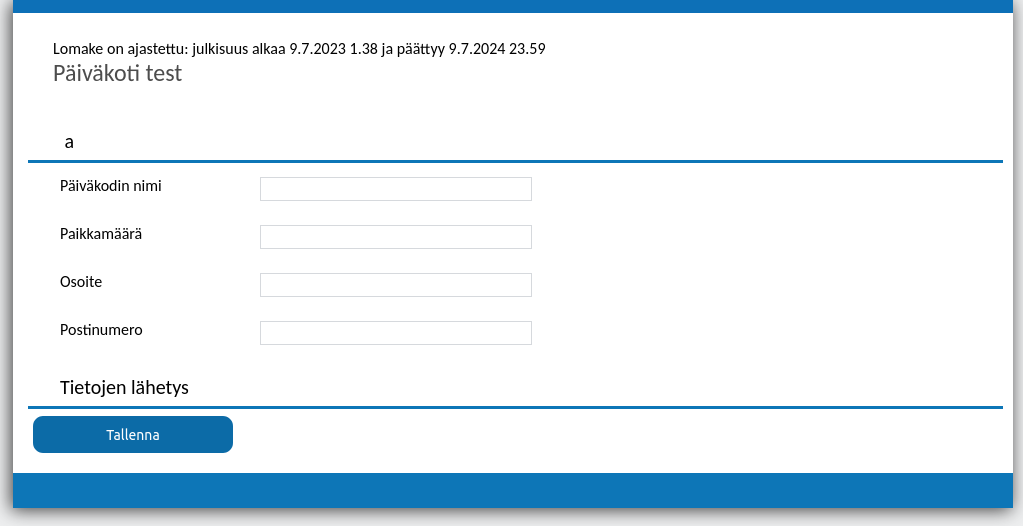 Lomake on ajastettu: julkisuus alkaa 9.7.2023 1.38 ja päättyy 9.7.2024 23.59
Päiväkoti test
a
Päiväkodin nimi
Paikkamäärä
Osoite
Postinumero
Tietojen lähetys
Tallenna